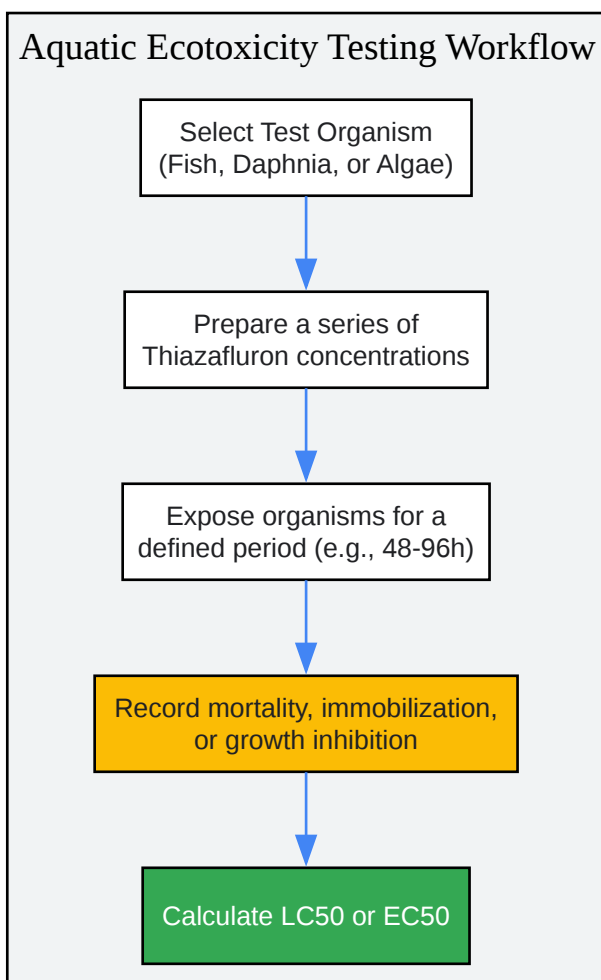 Aquatic Ecotoxicity Testing Workflow
Select Test Organism
(Fish, Daphnia, or Algae)
Prepare a series of
Thiazafluron concentrations
Expose organisms for a
defined period (e.g., 48-96h)
Record mortality, immobilization,
or growth inhibition
Calculate LC50 or EC50